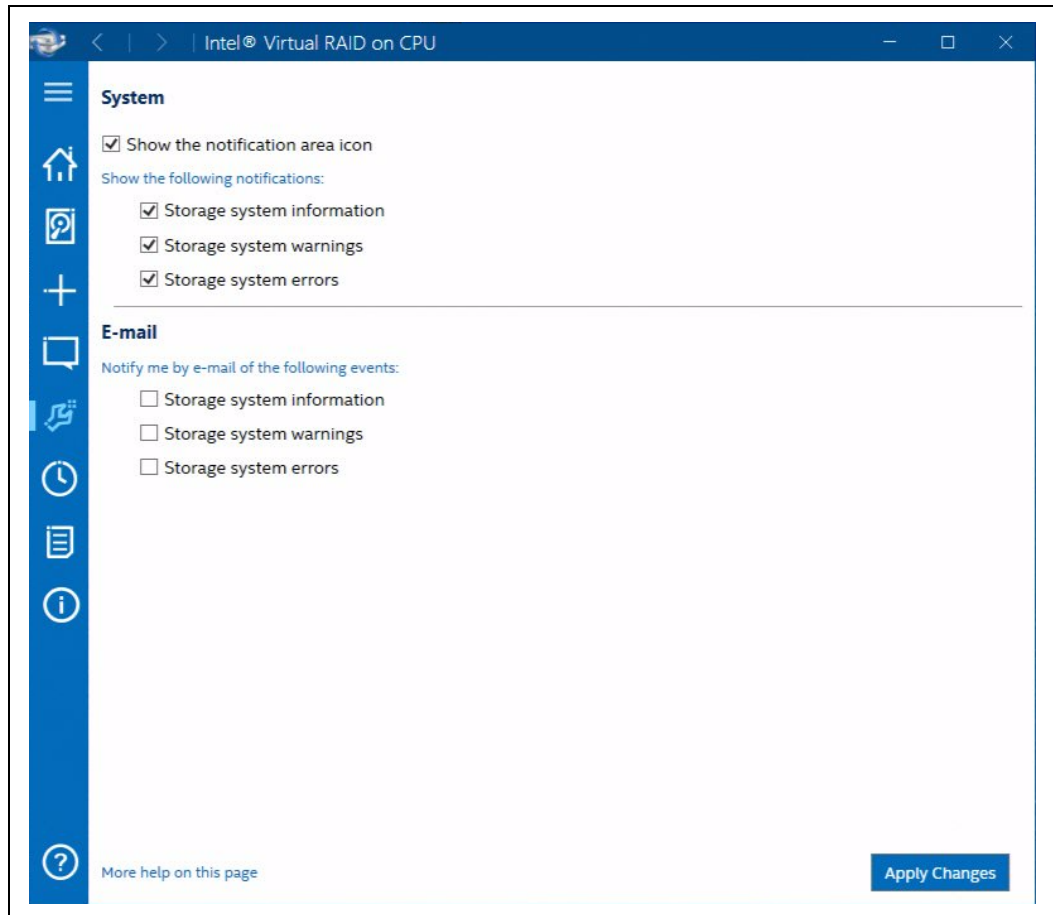 Intel® Virtual RAID on CPU
System
Show the notification area icon
Show the following notifications:
Storage system information
Storage system warnings
Storage system errors
E-mail
Notify me by e-mail of the following events:
Storage system information
Storage system warnings
Storage system errors
More help on this page
Apply Changes